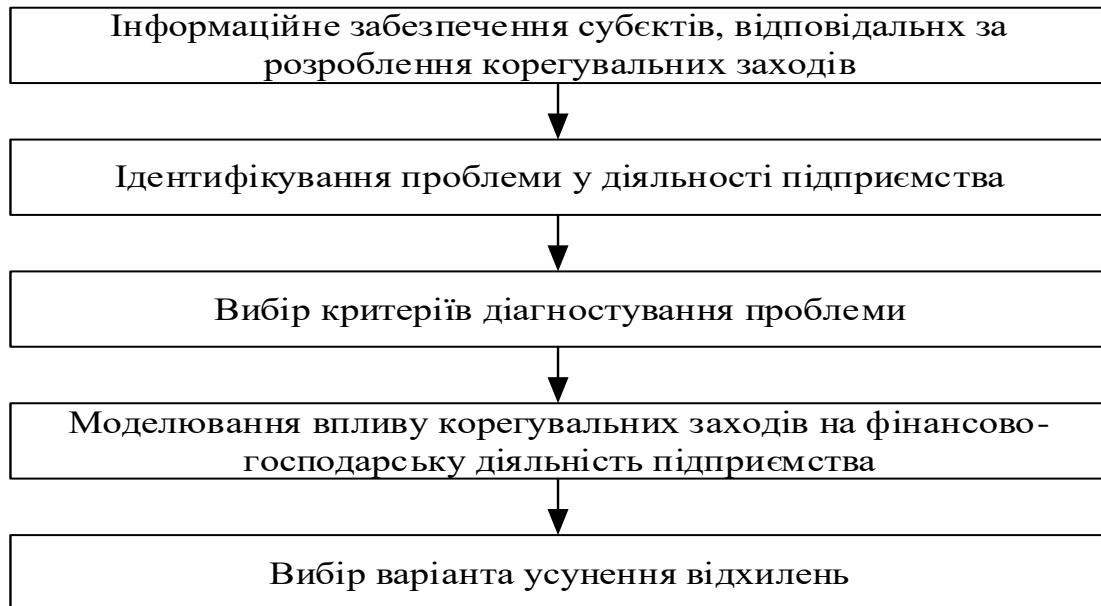 Інформаційне забезпечення субєктів, відповідальнх за
розроблення корегувальних заходів
Ідентифікування проблеми у діяльності підприємства
Вибір критеріїв діагностування проблеми
Моделювання впливу корегувальних заходів на фінансово-
господарську діяльність підприємства
Вибір варіанта усунення відхилень